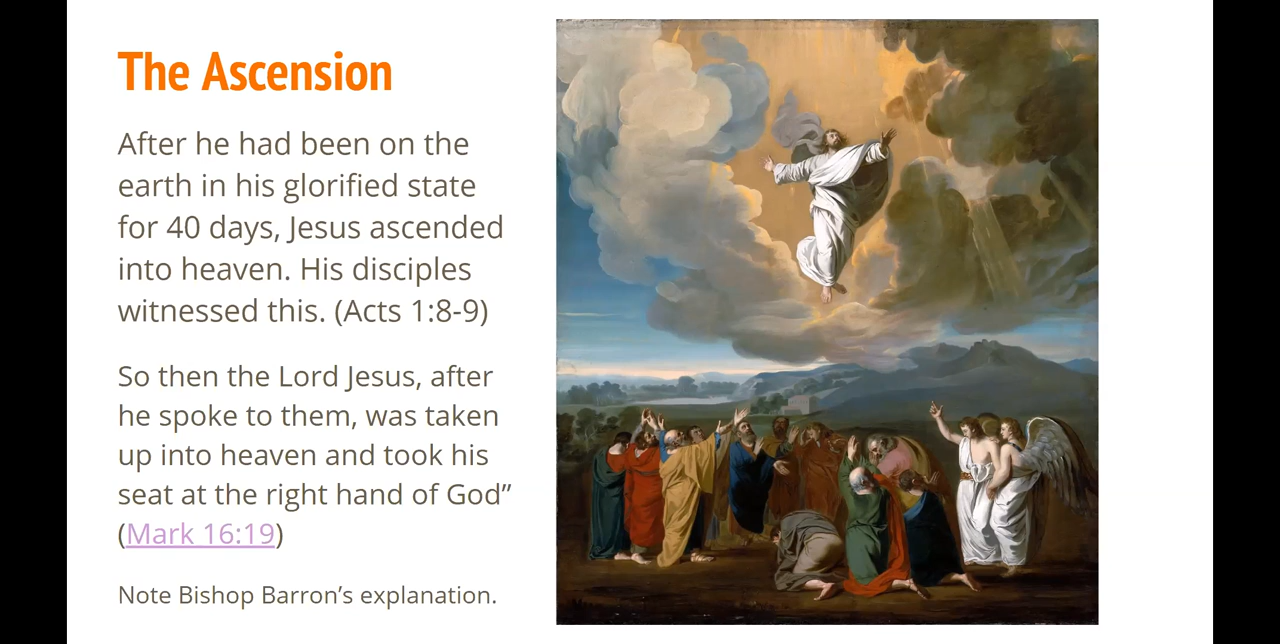 The Ascension
After he had been on the
earth in his glorified state
for 40 days, Jesus ascended
into heaven. His disciples
witnessed this. (Acts 1:8-9)
So then the Lord Jesus, after
he spoke to them, was taken
up into heaven and took his
seat at the right hand of God”
(Mark 16:19)
Note Bishop Barron’s explanation.